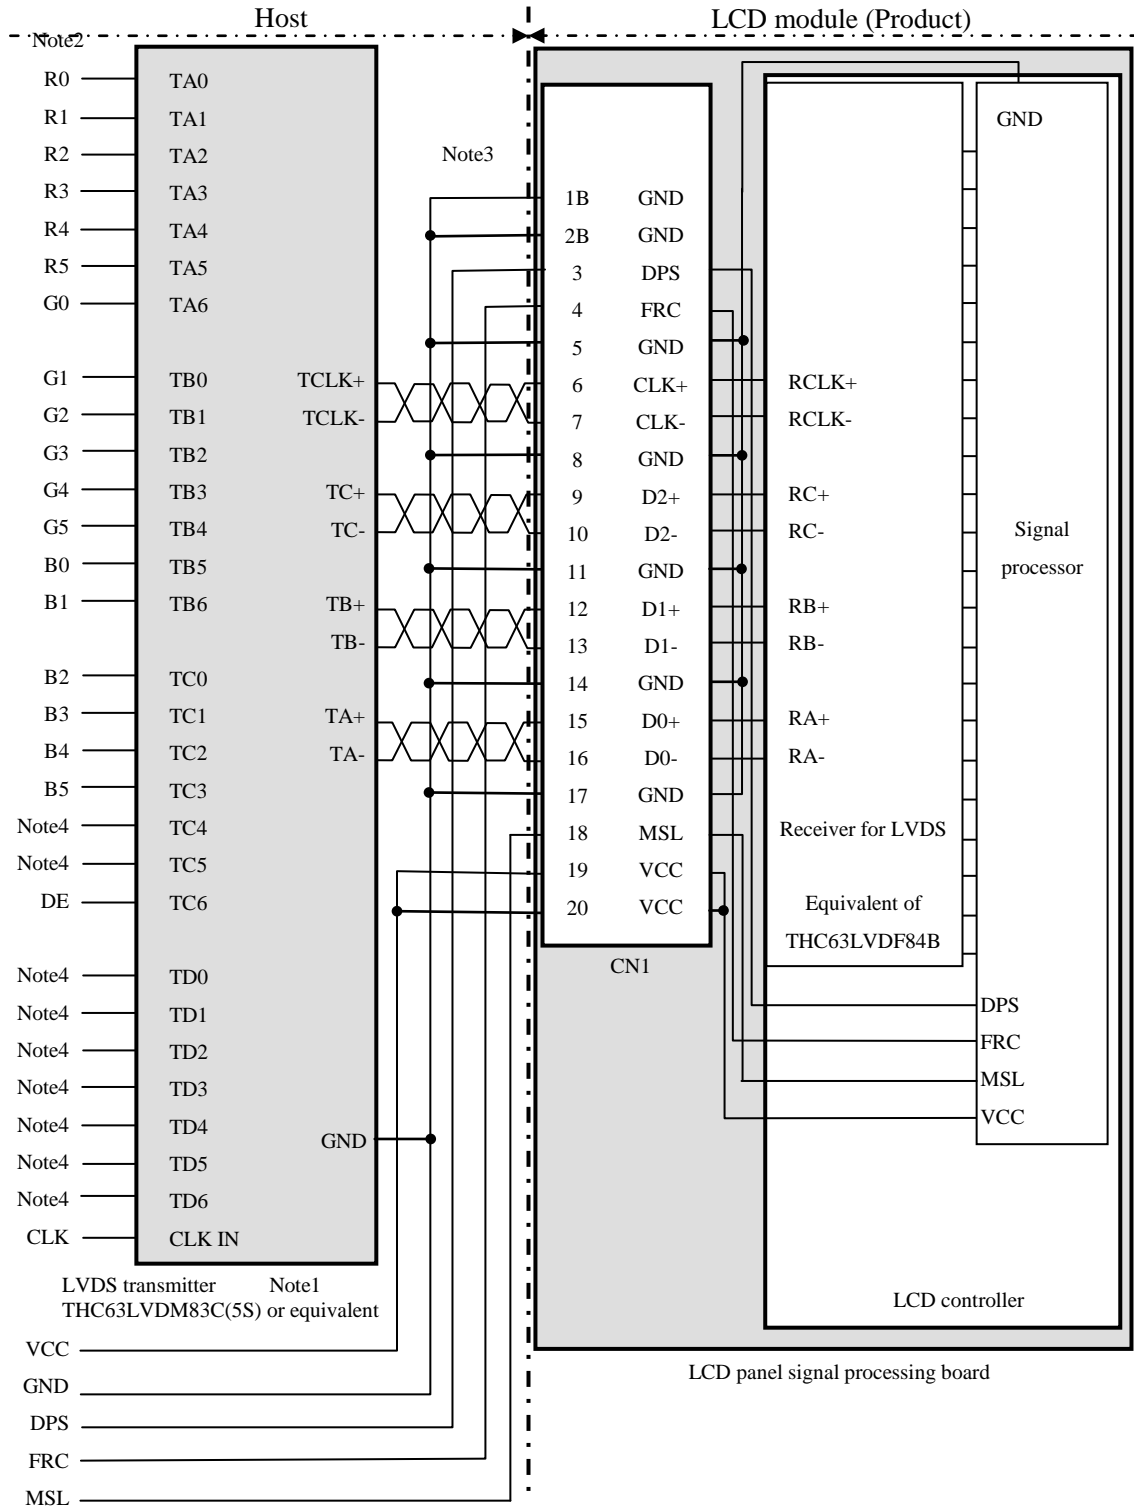 Host
LCD module (Product)
Note2
R0 TA0
R1 TA1
R2 TA2
R3 TA3
R4 TA4
R5 TA5
G0 TA6
G1 TB0 TCLK+
G2 TB1 TCLK-
G3 TB2
G4 TB3 TC+
G5 TB4 TC-
B0 TB5
B1 TB6 TB+
TB-
B2 TC0
B3 TC1 TA+
B4 TC2 TA-
B5 TC3
Note4 TC4
Note4 TC5
DE TC6
Note4 TD0
Note4 TD1
Note4 TD2
Note4 TD3
Note4 TD4
GND
Note4 TD5
Note4 TD6
CLK CLK IN
LVDS transmitter Note1
THC63LVDM83C(5S) or equivalent
VCC
GND
DPS
FRC
MSL
Note3
1B GND
2B GND
3 DPS
4 FRC
5 GND
6 CLK+
7 CLK-
8 GND
9 D2+
10 D2-
11 GND
12 D1+
13 D1-
14 GND
15 D0+
16 D0-
17 GND
18 MSL
19 VCC
20 VCC
CN1
RCLK+
RCLK-
RC+
RC-
RB+
RB-
RA+
RA-
Receiver for LVDS
Equivalent of
THC63LVDF84B
GND
Signal
processor
DPS
FRC
MSL
VCC
LCD controller
LCD panel signal processing board